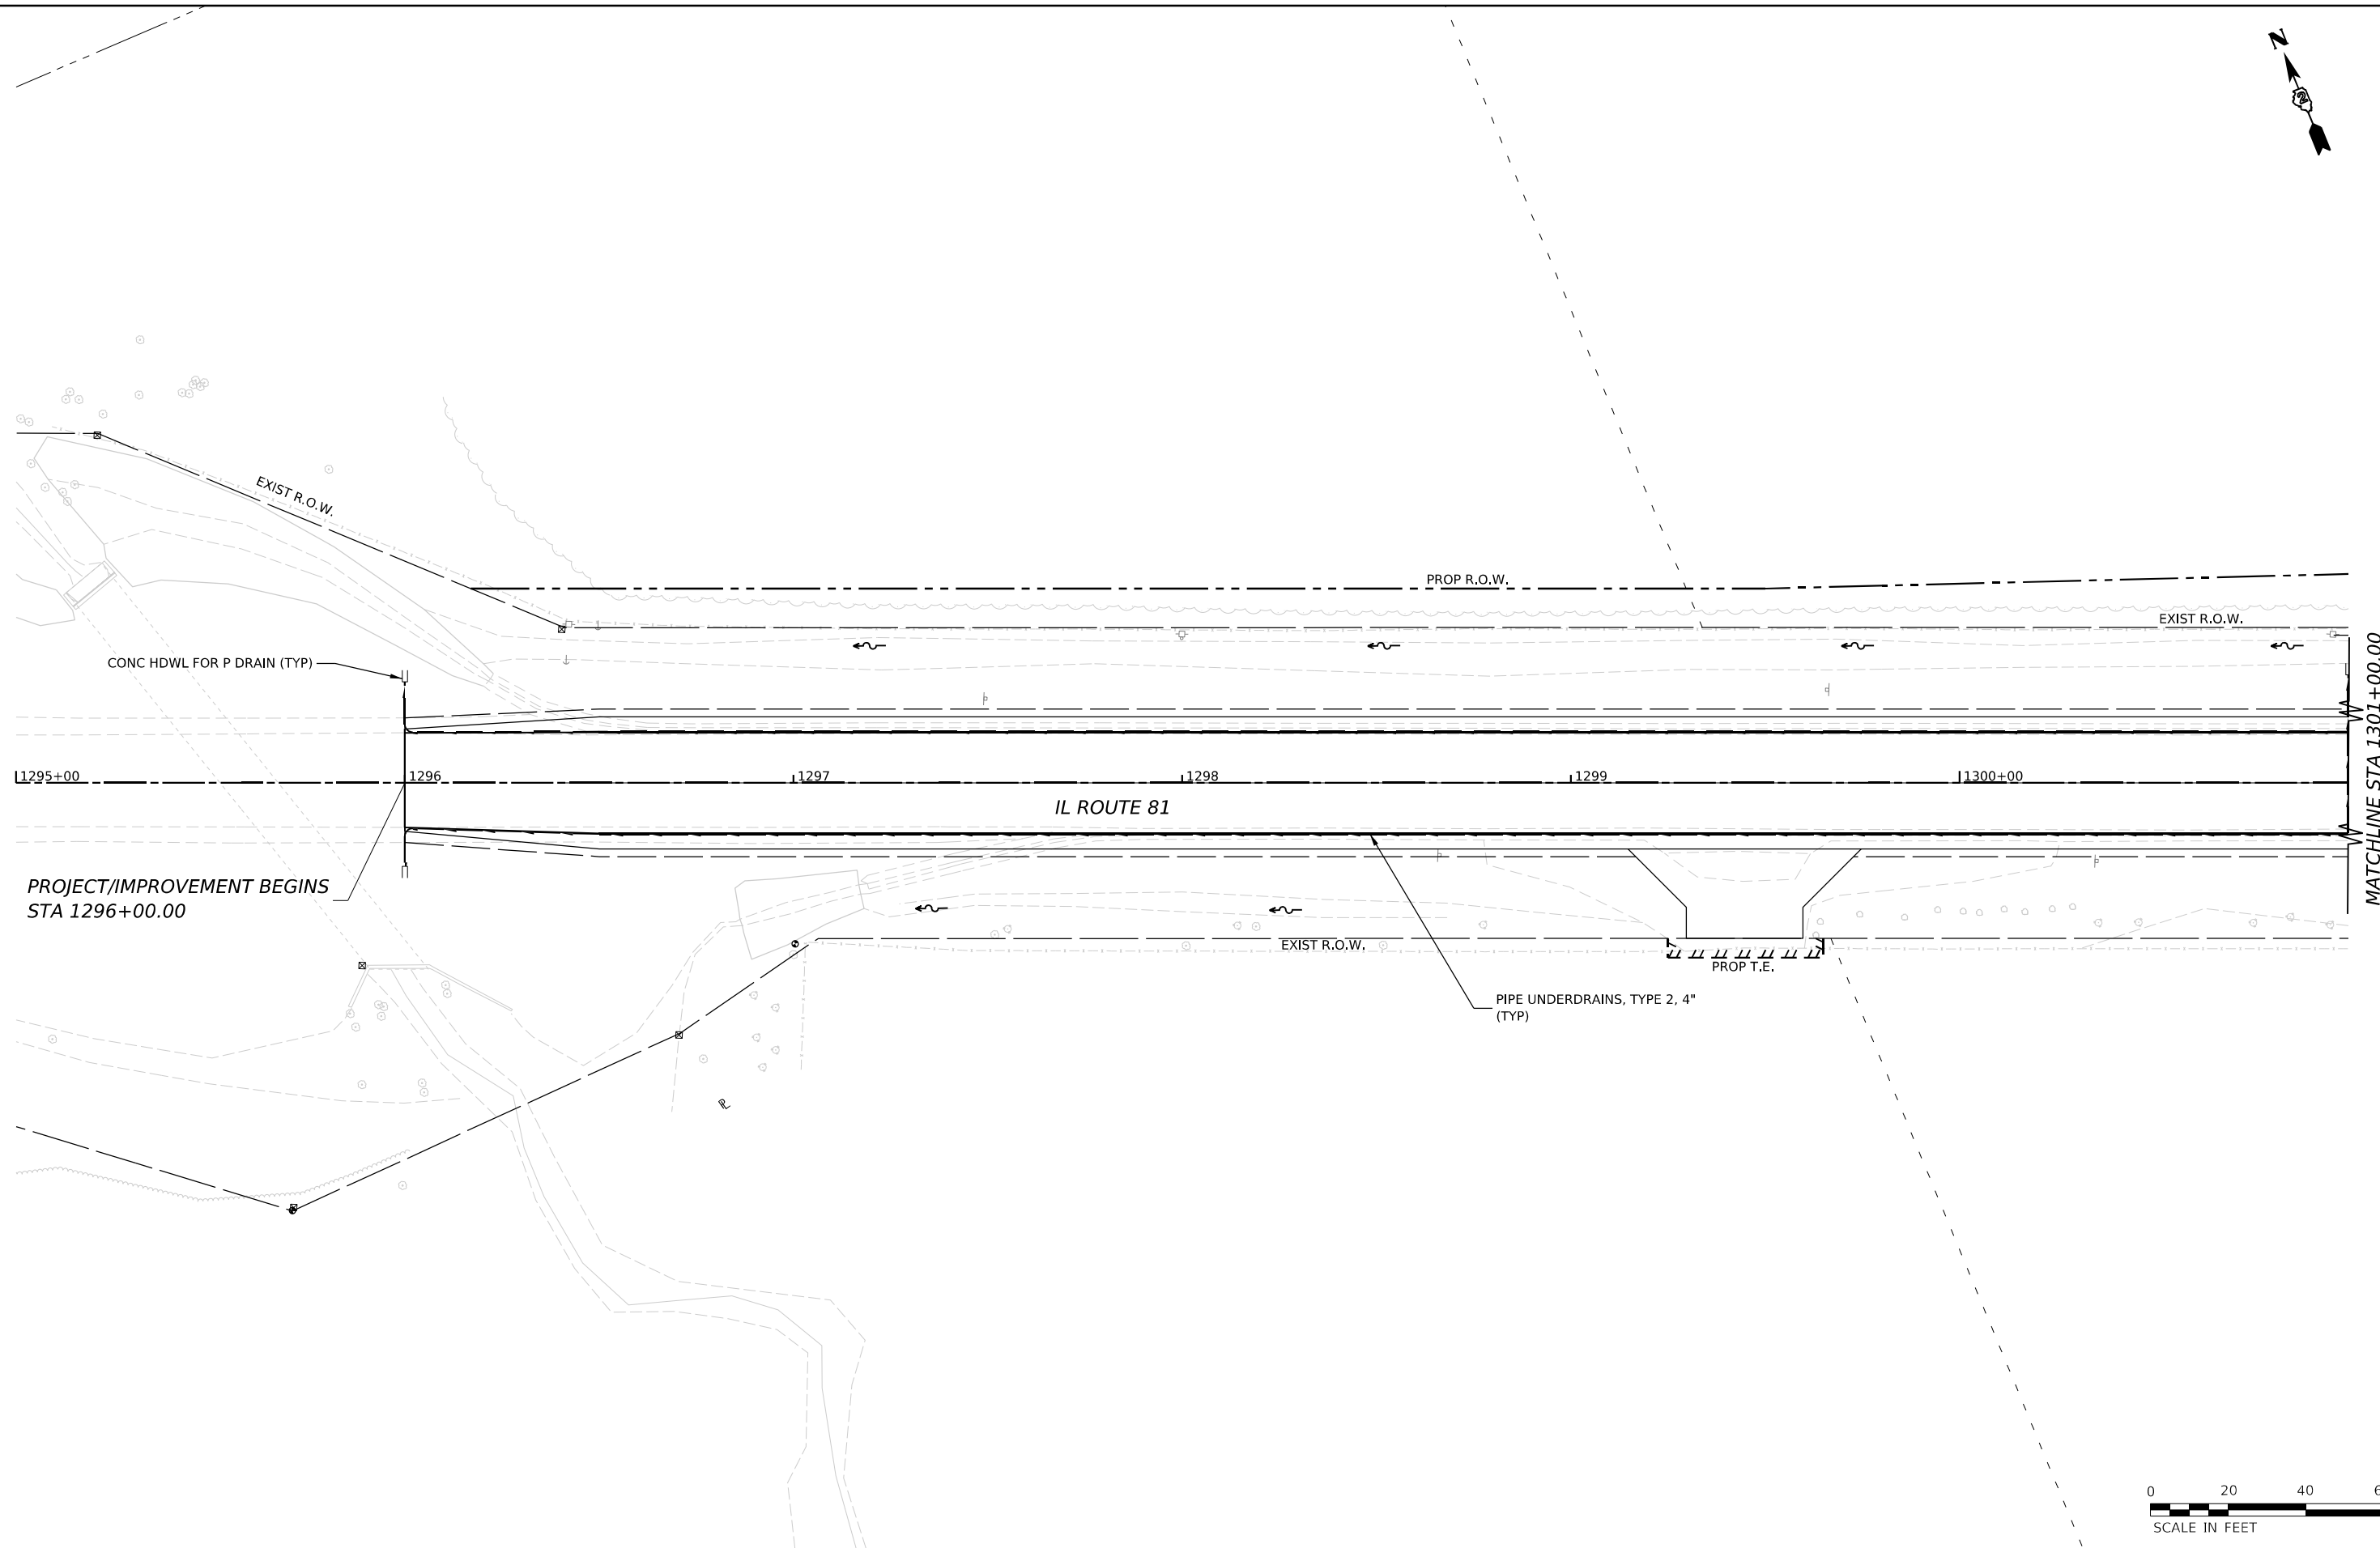 N
2
EXIST R.O.W.
PROP R.O.W.
EXIST R.O.W.
CONC HDWL FOR P DRAIN (TYP)
1295+00
1296
1297
1298
1299
1300+00
IL ROUTE 81
MATCHLINE STA 1301+00.00
PROJECT/IMPROVEMENT BEGINS
STA 1296+00.00
EXIST R.O.W.
PROP T.E.
PIPE UNDERDRAINS, TYPE 2, 4"
(TYP)
PL
0 20 40
SCALE IN FEET